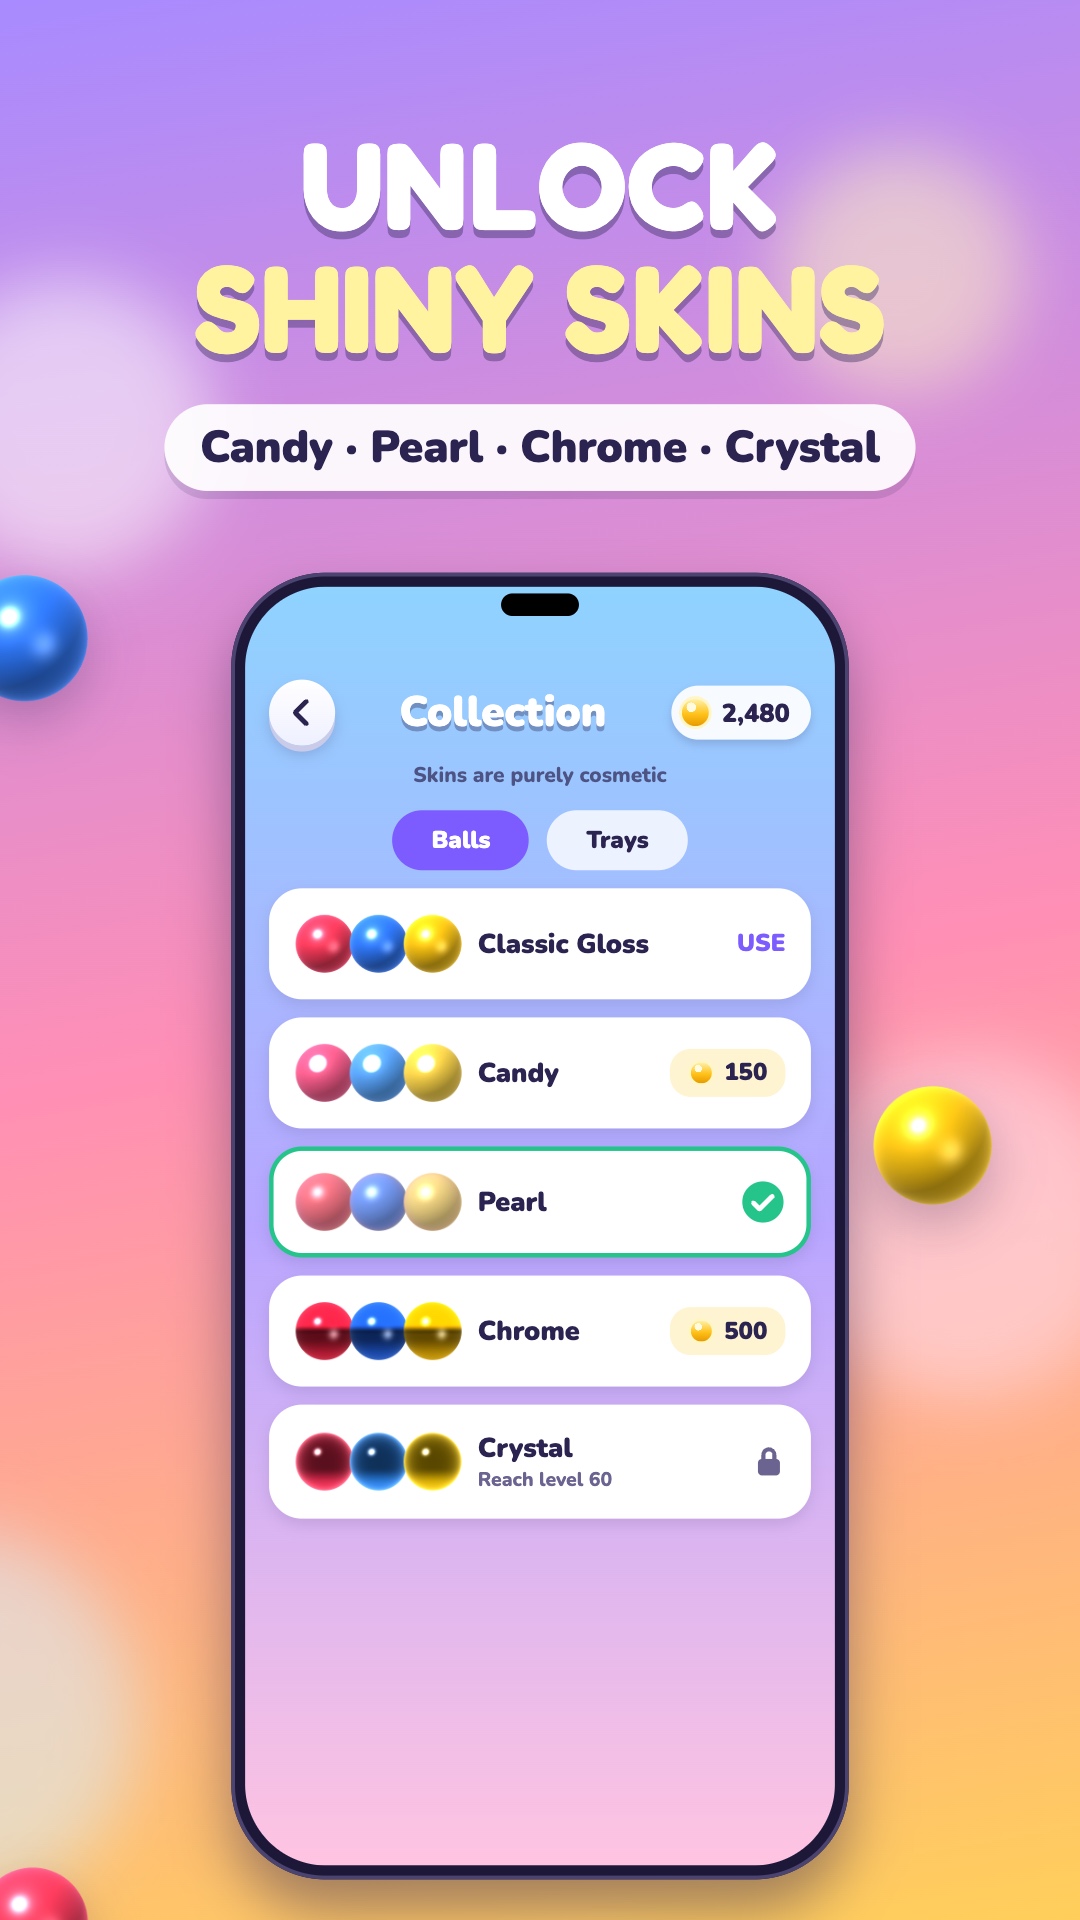 UNLOCK
SHINY SKINS
Candy · Pearl · Chrome · Crystal
Collection
2,480
Skins are purely cosmetic
Balls
Trays
Classic Gloss
USE
Candy
150
Pearl
Chrome
500
Crystal
Reach level 60